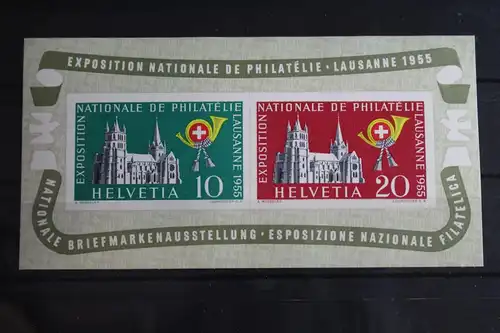 EXPOSITION NATIONALE DE PHILATÉLIE · LAUSANNE 1955
EXPOSITION
NATIONALE DE PHILATÉLIE
LAUSANNE 1955
HELVETIA
10
EXPOSITION
NATIONALE DE PHILATÉLIE
LAUSANNE 1955
HELVETIA
20
NATIONALE BRIEFMARKENAUSSTELLUNG · ESPOSIZIONE NAZIONALE FILATELICA